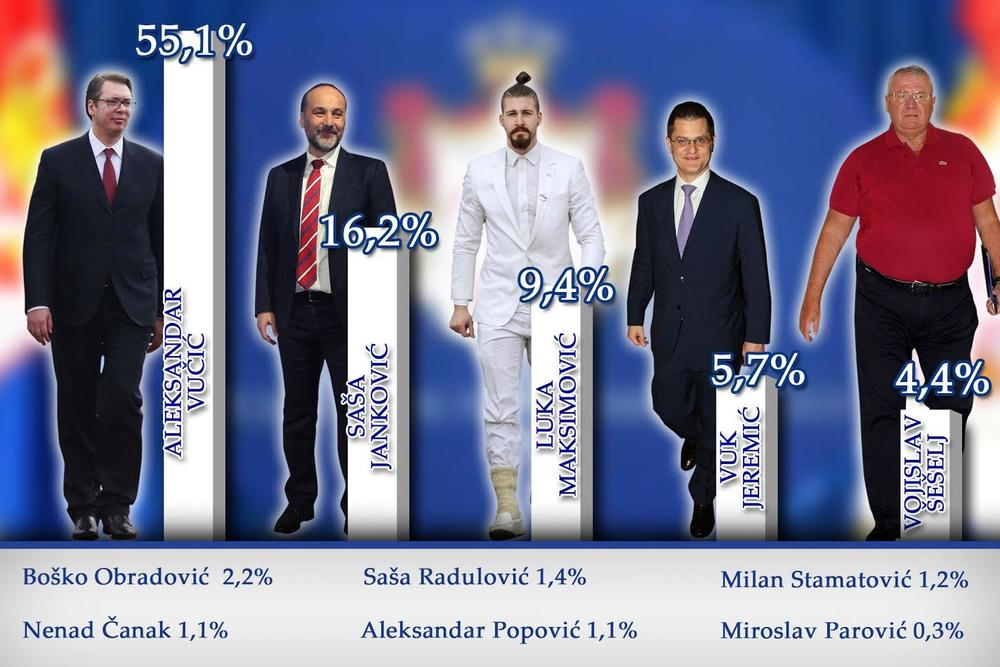 55,1%
ALEKSANDAR
VUČIĆ
16,2%
SAŠA
JANKOVIĆ
9,4%
LUKA
MAKSIMOVIĆ
5,7%
VUK
JEREMIĆ
4,4%
VOJISLAV
ŠEŠELJ
Boško Obradović 2,2%
Saša Radulović 1,4%
Milan Stamatović 1,2%
Nenad Čanak 1,1%
Aleksandar Popović 1,1%
Miroslav Parović 0,3%